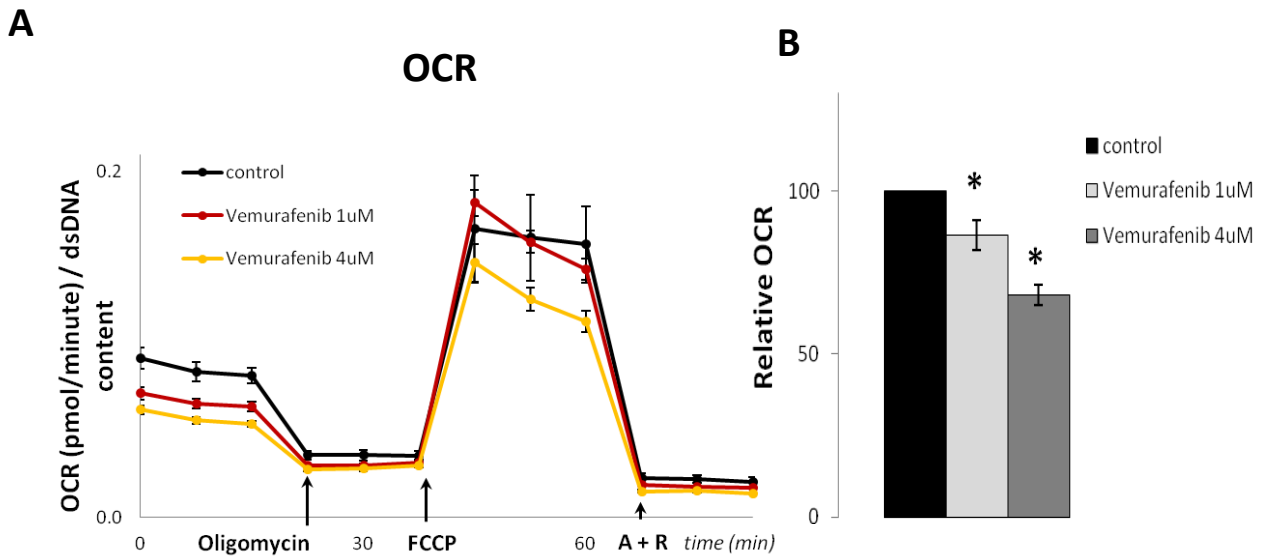 A
OCR
OCR (pmol/minute) / dsDNA
content
0.2
0.0
control
Vemurafenib 1uM
Vemurafenib 4uM
0
Oligomycin
30
FCCP
60
A + R
time (min)
B
Relative OCR
100
50
0
*
*
control
Vemurafenib 1uM
Vemurafenib 4uM